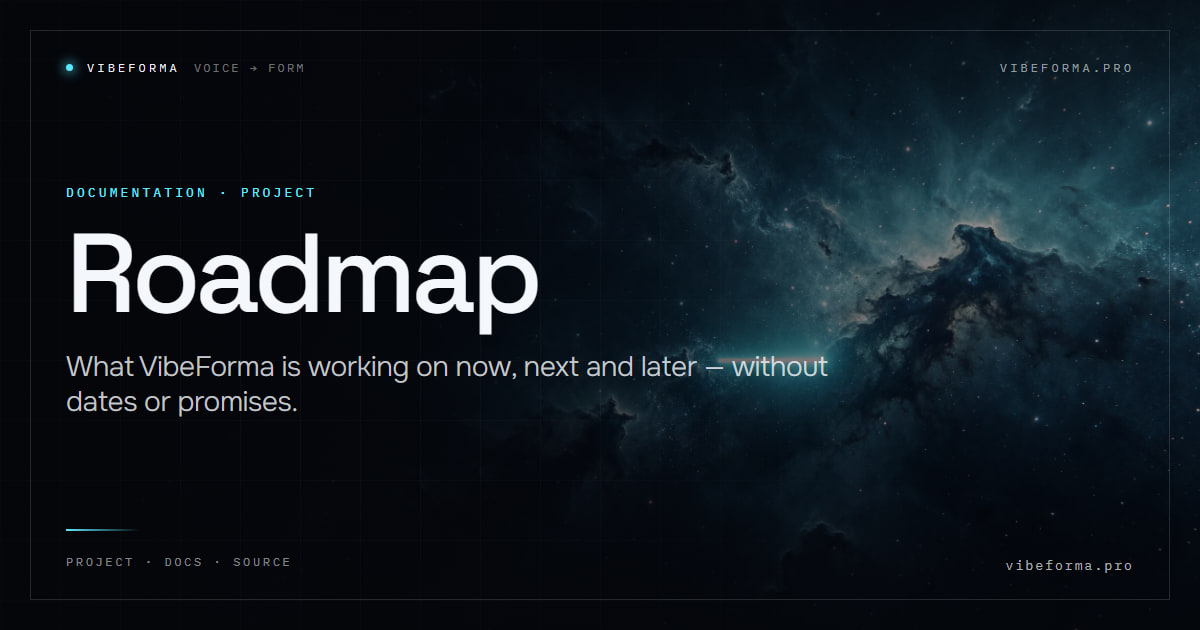 VIBEFORMA VOICE → FORM
VIBEFORMA.PRO
DOCUMENTATION · PROJECT
Roadmap
What VibeForma is working on now, next and later — without
dates or promises.
PROJECT · DOCS · SOURCE
vibeforma.pro